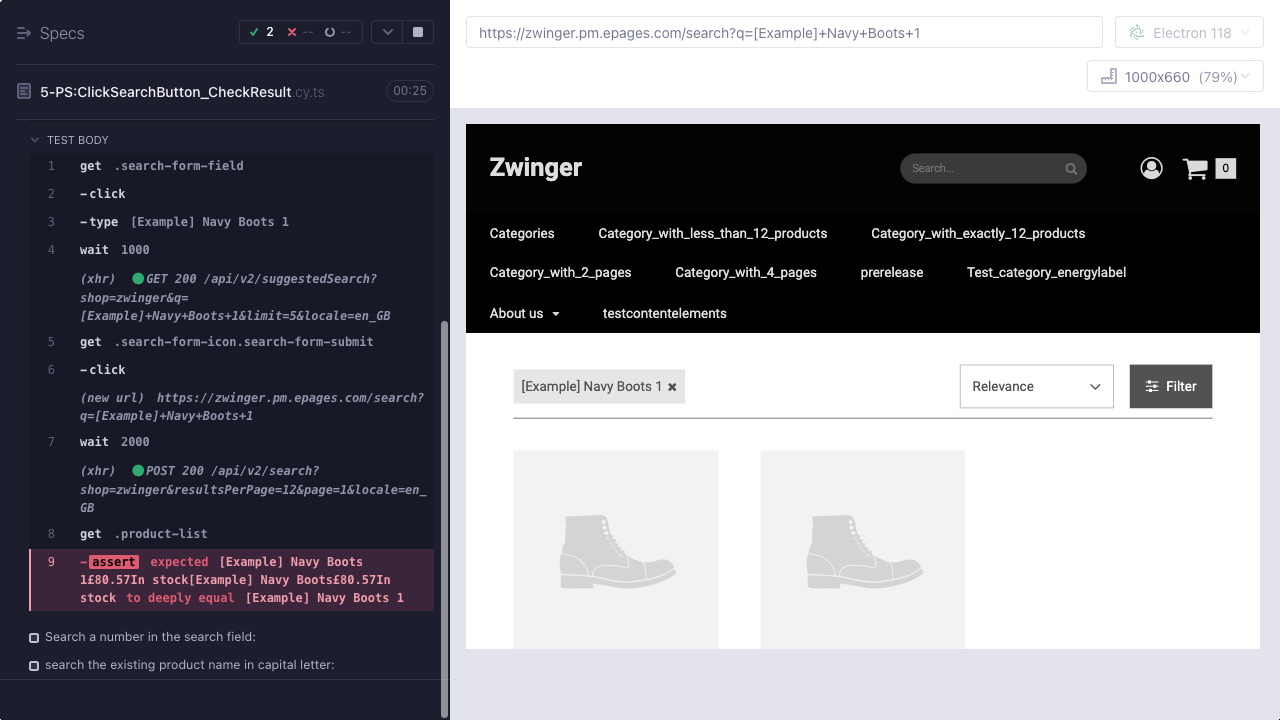 Specs
2
--
--
5-PS:ClickSearchButton_CheckResult.cy.ts
00:25
TEST BODY
1 get .search-form-field
2 -click
3 -type [Example] Navy Boots 1
4 wait 1000
(xhr) GET 200 /api/v2/suggestedSearch?
shop=zwinger&q=
[Example]+Navy+Boots+1&limit=5&locale=en_GB
5 get .search-form-icon.search-form-submit
6 -click
(new url) https://zwinger.pm.epages.com/search?
q=[Example]+Navy+Boots+1
7 wait 2000
(xhr) POST 200 /api/v2/search?
shop=zwinger&resultsPerPage=12&page=1&locale=en_
GB
8 get .product-list
9 -assert expected [Example] Navy Boots
1£80.57In stock[Example] Navy Boots£80.57In
stock to deeply equal [Example] Navy Boots 1
Search a number in the search field:
search the existing product name in capital letter:
https://zwinger.pm.epages.com/search?q=[Example]+Navy+Boots+1
Electron 118
1000x660 (79%)
Zwinger
Search...
0
Categories Category_with_less_than_12_products Category_with_exactly_12_products
Category_with_2_pages Category_with_4_pages prerelease Test_category_energylabel
About us testcontentelements
[Example] Navy Boots 1
Relevance
Filter